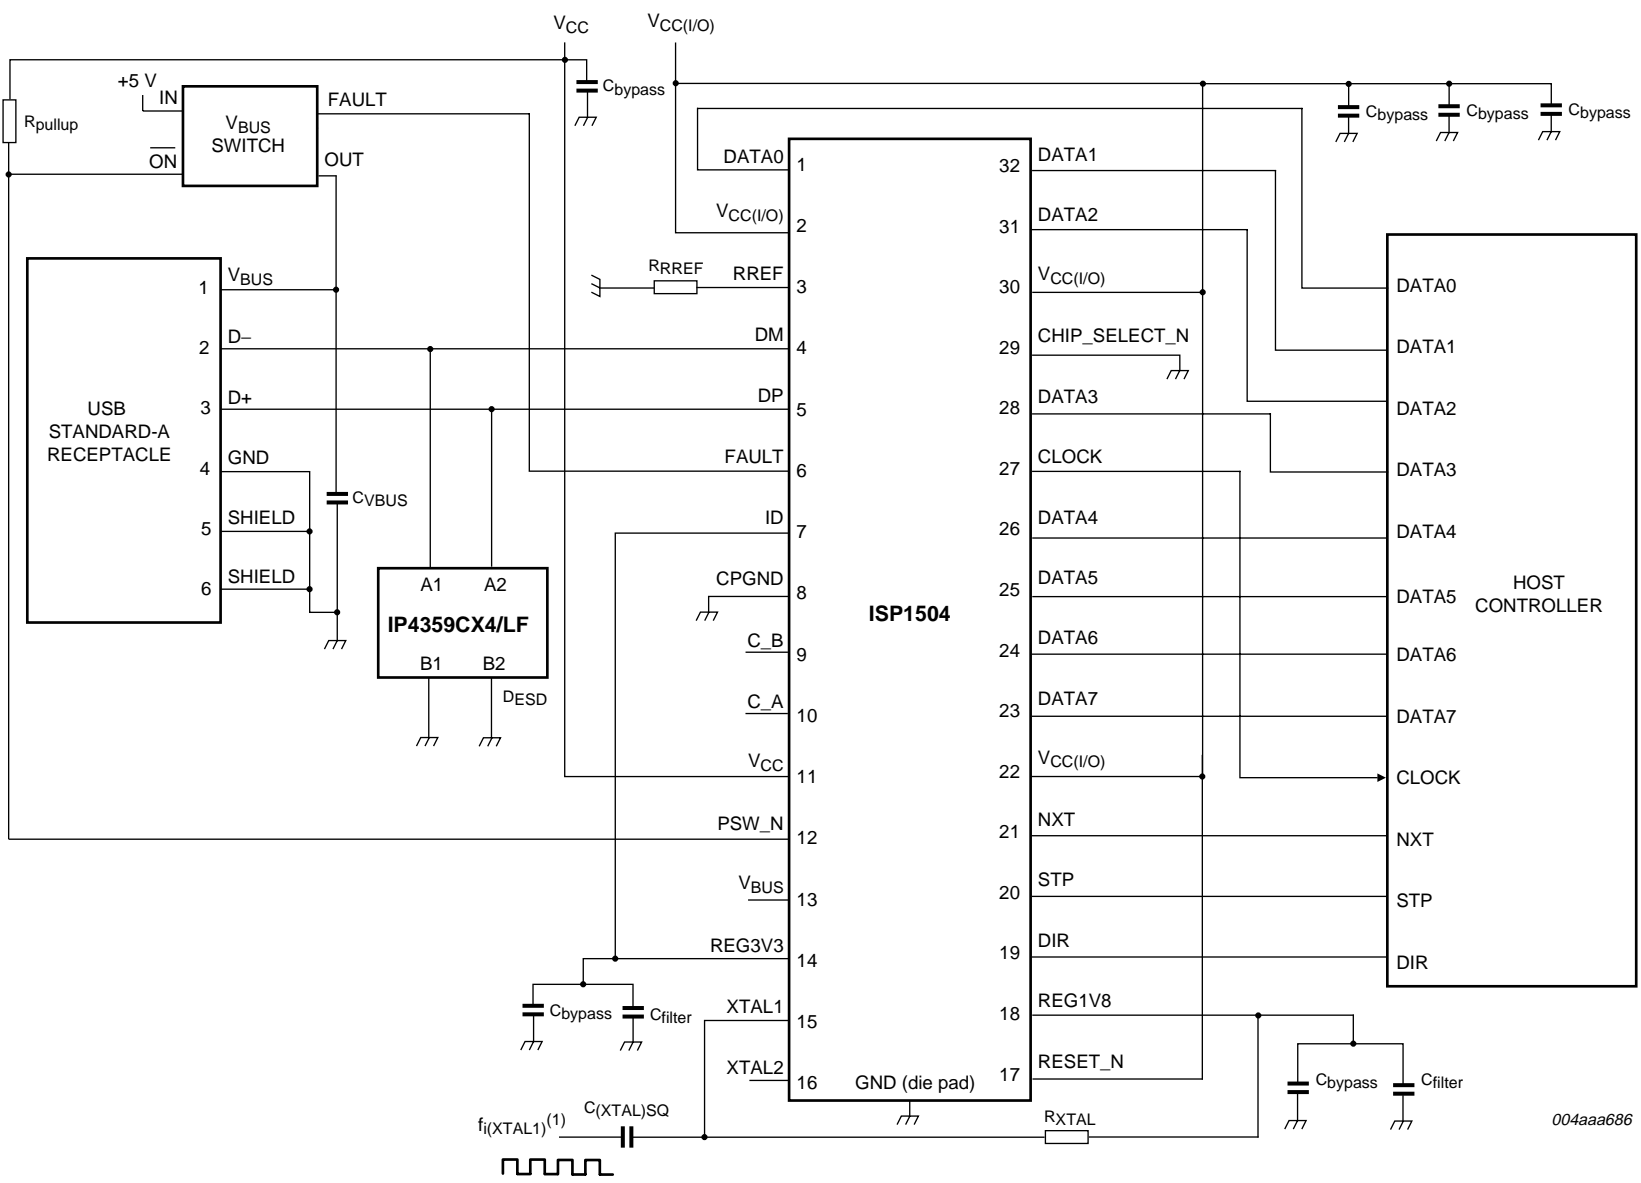 VCC
VCC(I/O)
+5 V
IN
FAULT
Cbypass
Rpullup
VBUS
SWITCH
ON
OUT
Cbypass
Cbypass
Cbypass
DATA0
1
VCC(I/O)
2
RRREF
RREF
3
DM
4
DP
5
FAULT
6
ID
7
CPGND
8
C_B
9
C_A
10
VCC
11
PSW_N
12
VBUS
13
REG3V3
14
XTAL1
15
XTAL2
16
ISP1504
GND (die pad)
32
DATA1
31
DATA2
30
VCC(I/O)
29
CHIP_SELECT_N
28
DATA3
27
CLOCK
26
DATA4
25
DATA5
24
DATA6
23
DATA7
22
VCC(I/O)
21
NXT
20
STP
19
DIR
18
REG1V8
17
RESET_N
USB
STANDARD-A
RECEPTACLE
1
VBUS
2
D−
3
D+
4
GND
5
SHIELD
6
SHIELD
CVBUS
A1
A2
IP4359CX4/LF
B1
B2
DESD
Cbypass
Cfilter
fi(XTAL1)(1)
C(XTAL)SQ
RXTAL
Cbypass
Cfilter
DATA0
DATA1
DATA2
DATA3
DATA4
DATA5
DATA6
DATA7
CLOCK
NXT
STP
DIR
HOST
CONTROLLER
004aaa686